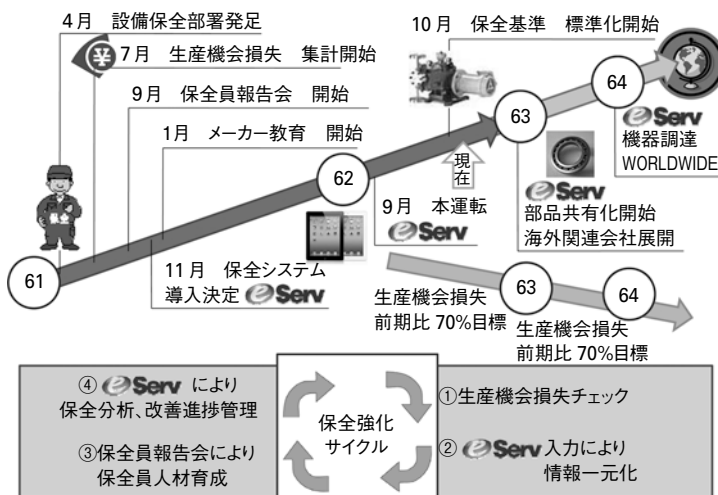 4月　設備保全部署発足
¥
7月　生産機会損失　集計開始
9月　保全員報告会　開始
1月　メーカー教育　開始
10月　保全基準　標準化開始
61
62
63
64
現在
11月　保全システム
導入決定 eServ
9月　本運転
eServ
eServ
部品共有化開始
海外関連会社展開
eServ
機器調達
WORLDWIDE
生産機会損失
前期比 70%目標
63
生産機会損失
前期比 70%目標
64
保全強化
サイクル
①生産機会損失チェック
② eServ 入力により
情報一元化
③保全員報告会により
保全員人材育成
④ eServ により
保全分析、改善進捗管理